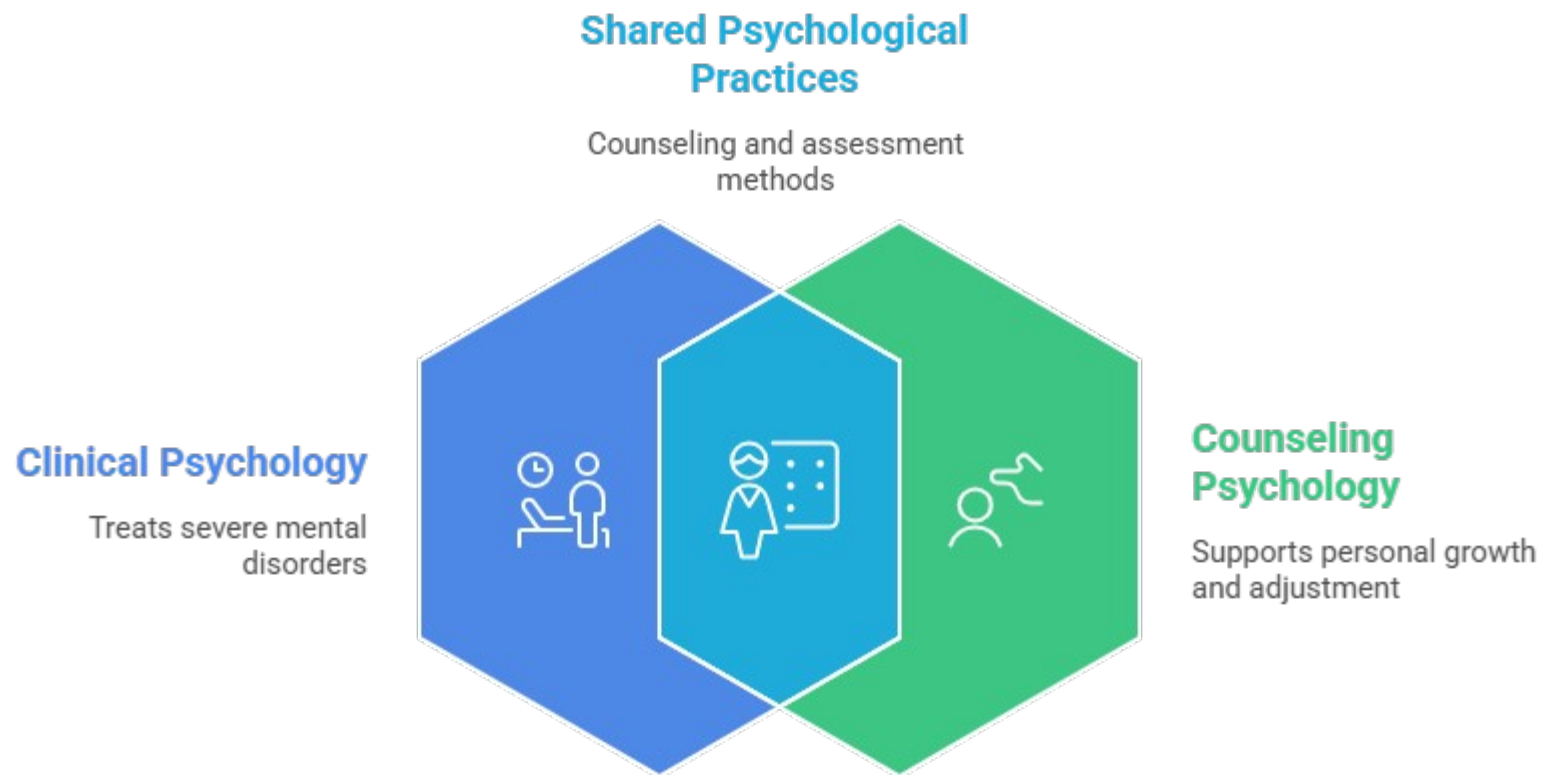 Shared Psychological
Practices
Counseling and assessment
methods
Clinical Psychology
Treats severe mental
disorders
Counseling
Psychology
Supports personal growth
and adjustment